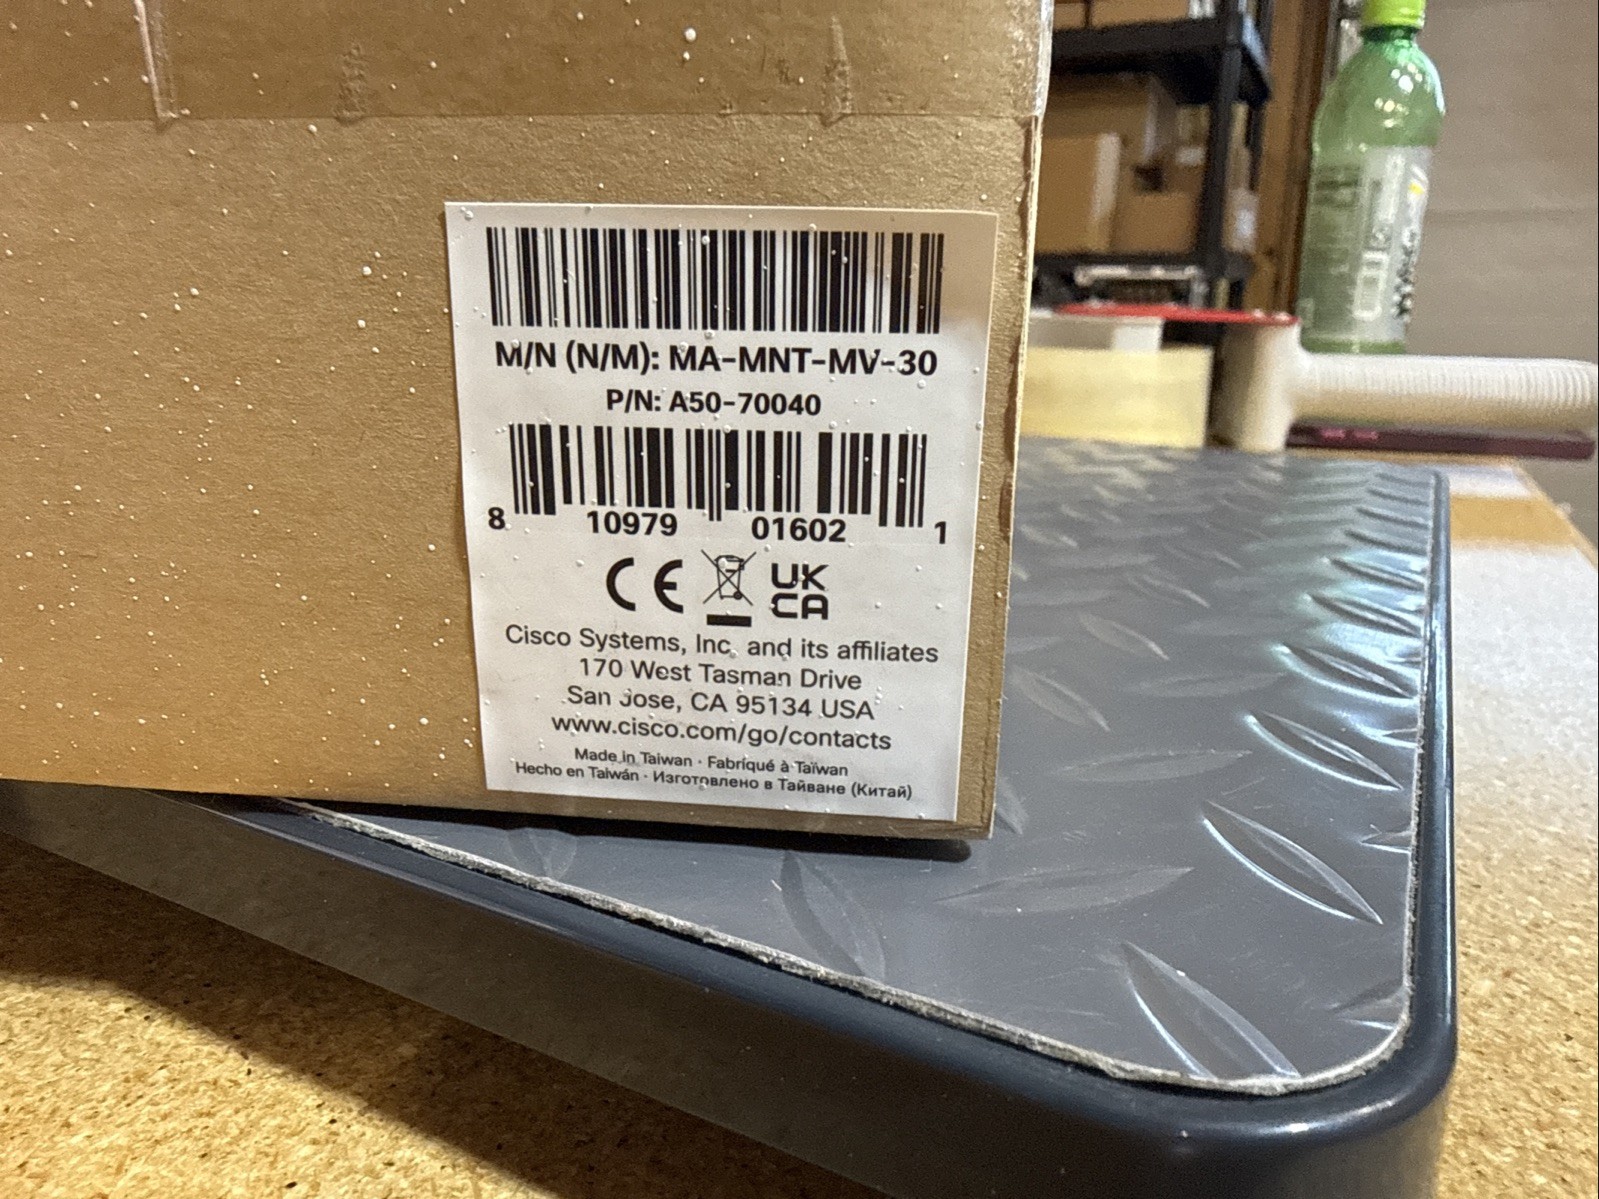 M/N (N/M): MA-MNT-MV-30
P/N: A50-70040
8 10979 01602 1
CE UK
CA
Cisco Systems, Inc. and its affiliates
170 West Tasman Drive
San Jose, CA 95134 USA
www.cisco.com/go/contacts
Made in Taiwan · Fabriqué à Taïwan
Hecho en Taiwán · Изготовлено в Тайване (Китай)